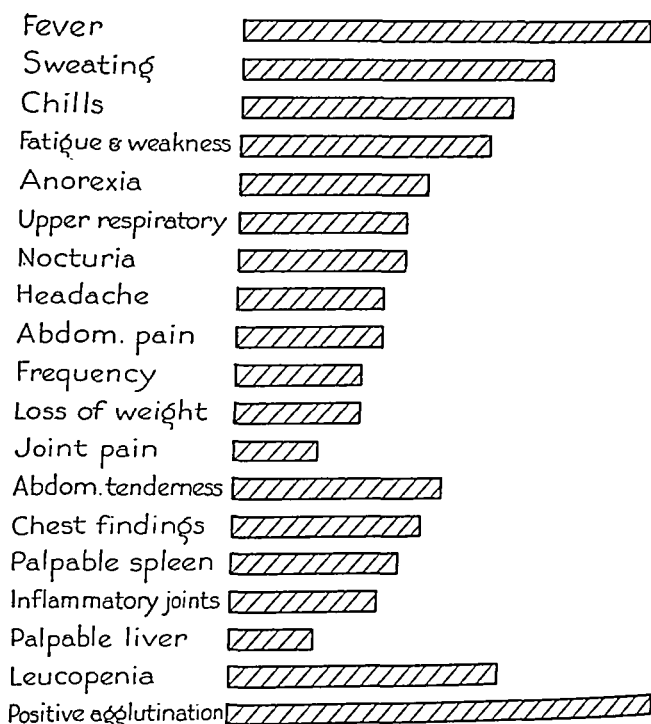 Fever
Sweating
Chills
Fatigue & weakness
Anorexia
Upper respiratory
Nocturia
Headache
Abdom. pain
Frequency
Loss of weight
Joint pain
Abdom. tenderness
Chest findings
Palpable spleen
Inflammatory joints
Palpable liver
Leucopenia
Positive agglutination